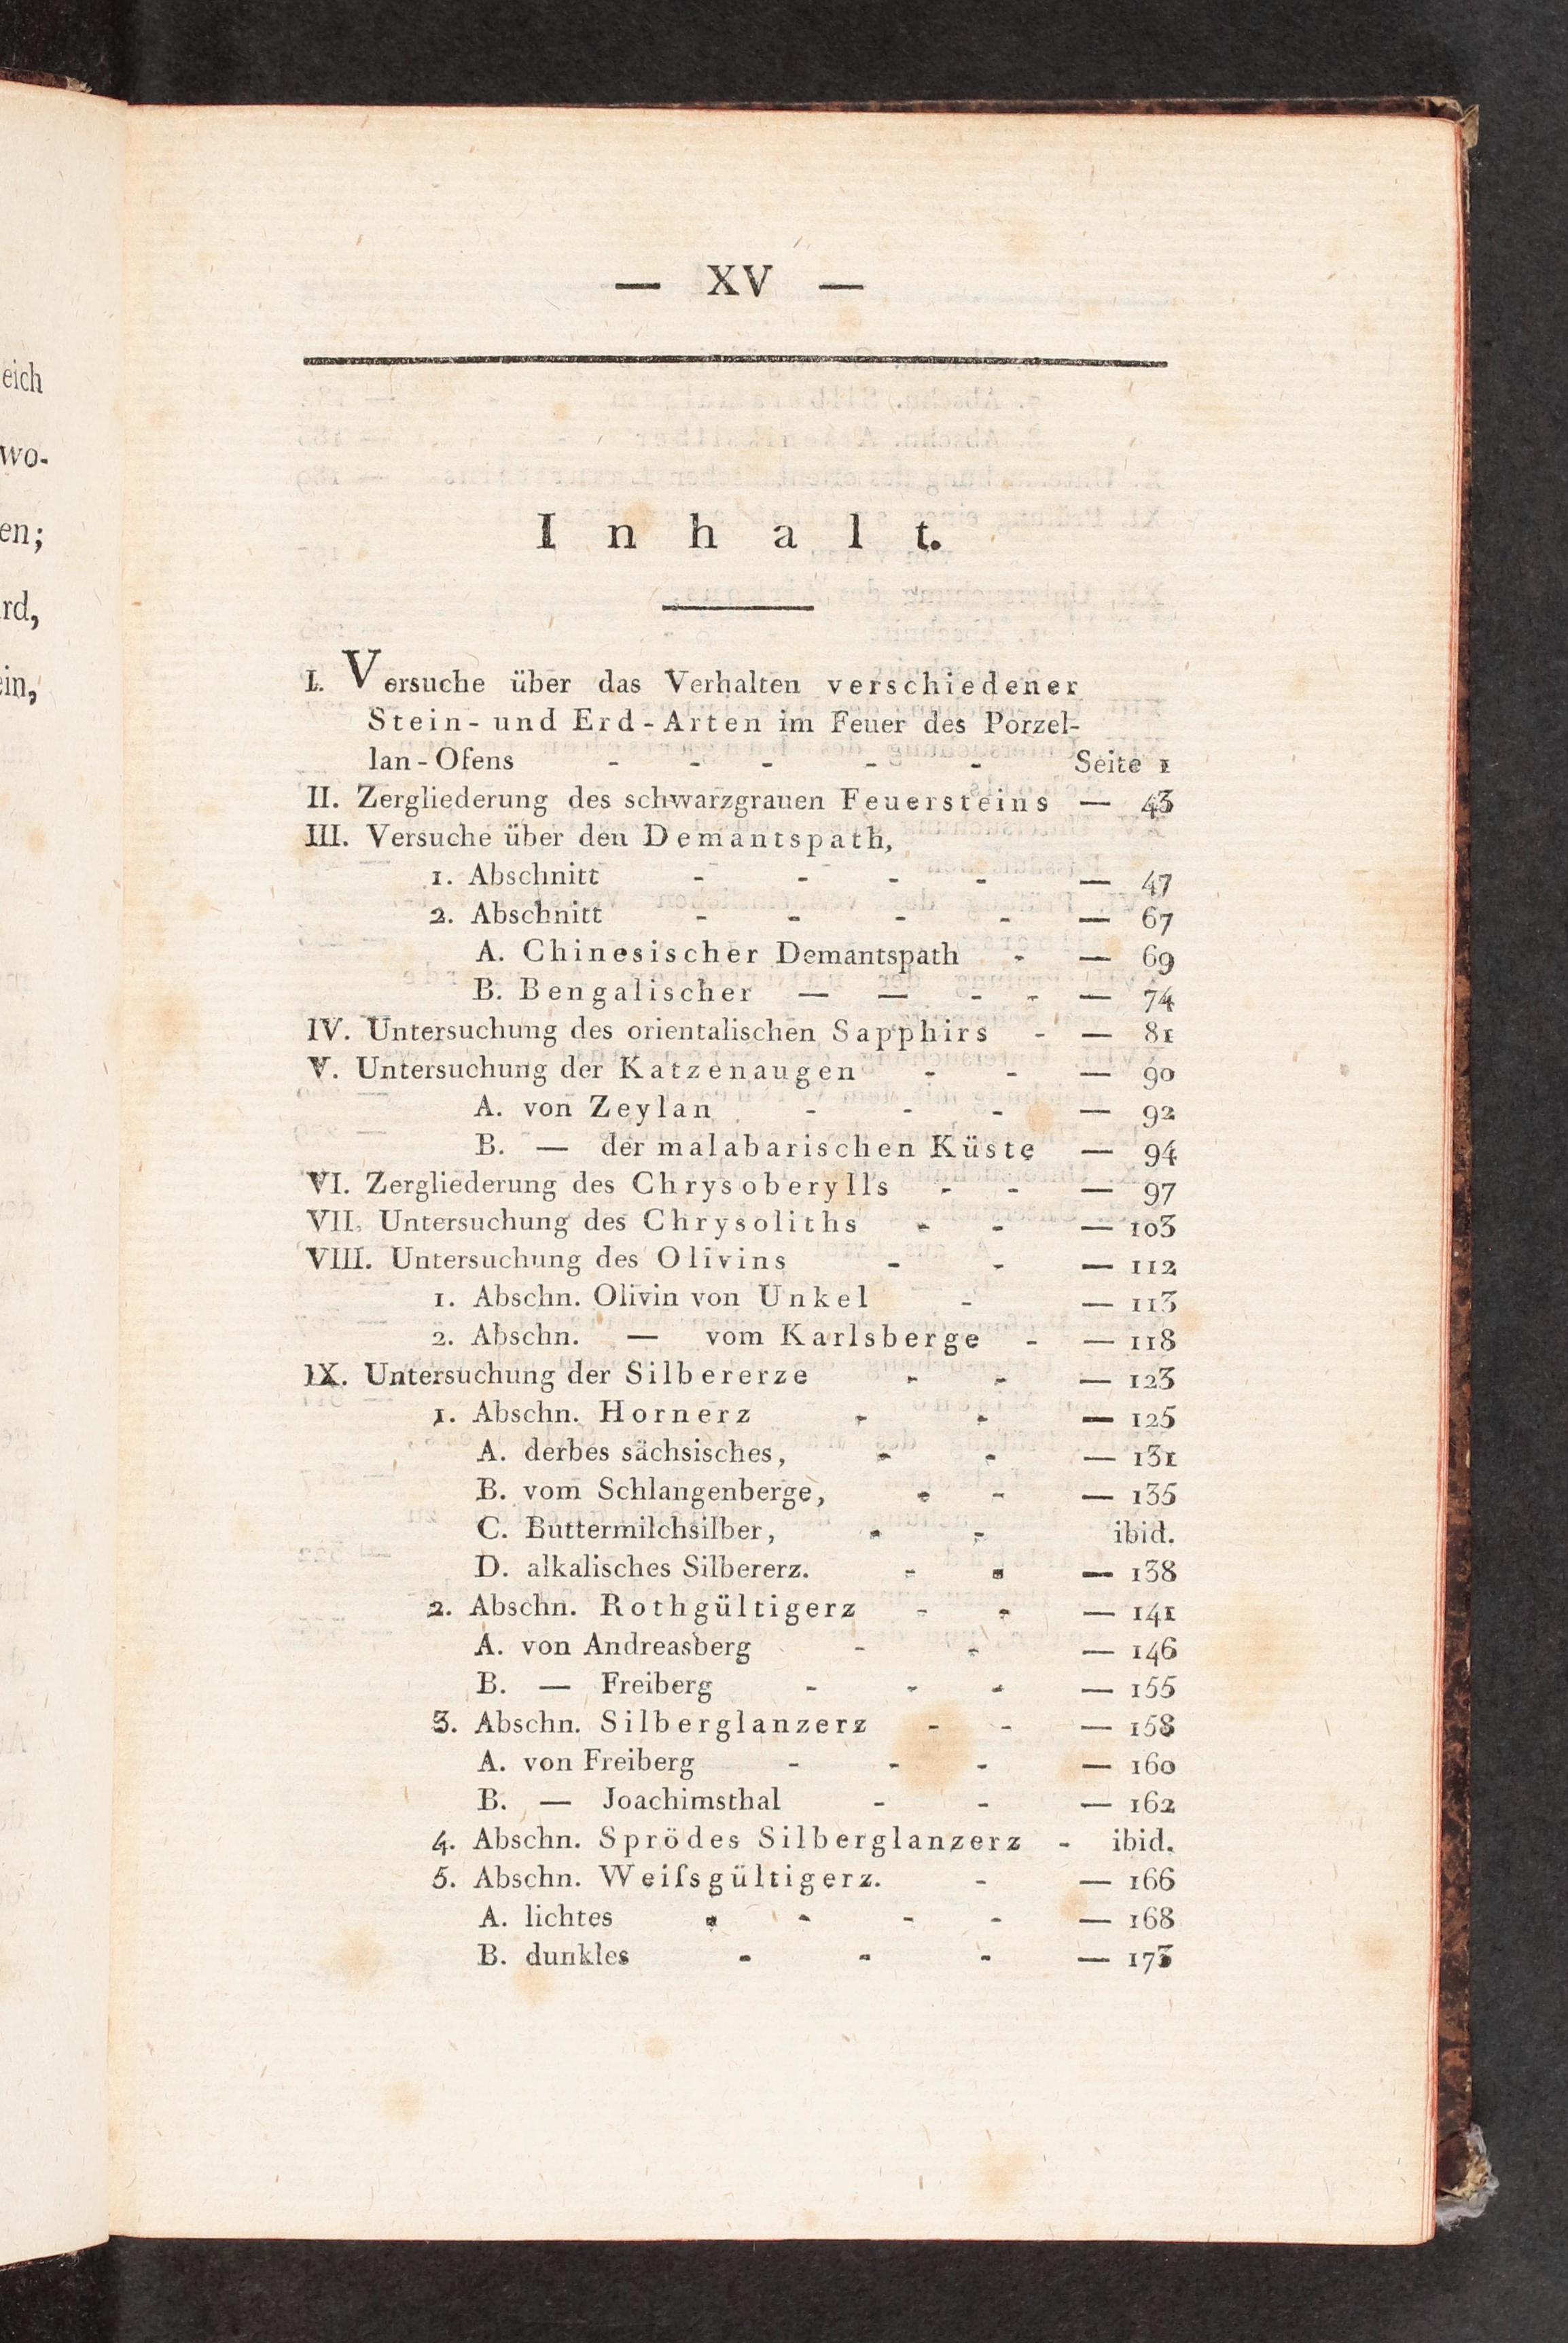 eich
wo-
en;
rd,
ein,
— XV —
Inhalt.
I. Versuche über das Verhalten verschiedener
Stein- und Erd-Arten im Feuer des Porzel-
lan-Ofens - - - - - Seite 1
II. Zergliederung des schwarzgrauen Feuersteins — 43
III. Versuche über den Demantspath,
1. Abschnitt - - - - — 47
2. Abschnitt - - - - — 67
A. Chinesischer Demantspath - — 69
B. Bengalischer — — - - — 74
IV. Untersuchung des orientalischen Sapphirs - — 81
V. Untersuchung der Katzenaugen - - — 90
A. von Zeylan - - - — 92
B. — der malabarischen Küste — 94
VI. Zergliederung des Chrysoberylls - - — 97
VII. Untersuchung des Chrysoliths - - — 103
VIII. Untersuchung des Olivins - - — 112
1. Abschn. Olivin von Unkel - — 113
2. Abschn. — vom Karlsberge - — 118
IX. Untersuchung der Silbererze - - — 123
1. Abschn. Hornerz - - — 125
A. derbes sächsisches, - - — 131
B. vom Schlangenberge, - - — 135
C. Buttermilchsilber, - - ibid.
D. alkalisches Silbererz. - - — 138
2. Abschn. Rothgültigerz - - — 141
A. von Andreasberg - - — 146
B. — Freiberg - - - — 155
3. Abschn. Silberglanzerz - - — 158
A. von Freiberg - - - — 160
B. — Joachimsthal - - — 162
4. Abschn. Sprödes Silberglanzerz - ibid.
5. Abschn. Weiſsgültigerz. - — 166
A. lichtes - - - - — 168
B. dunkles - - - — 173